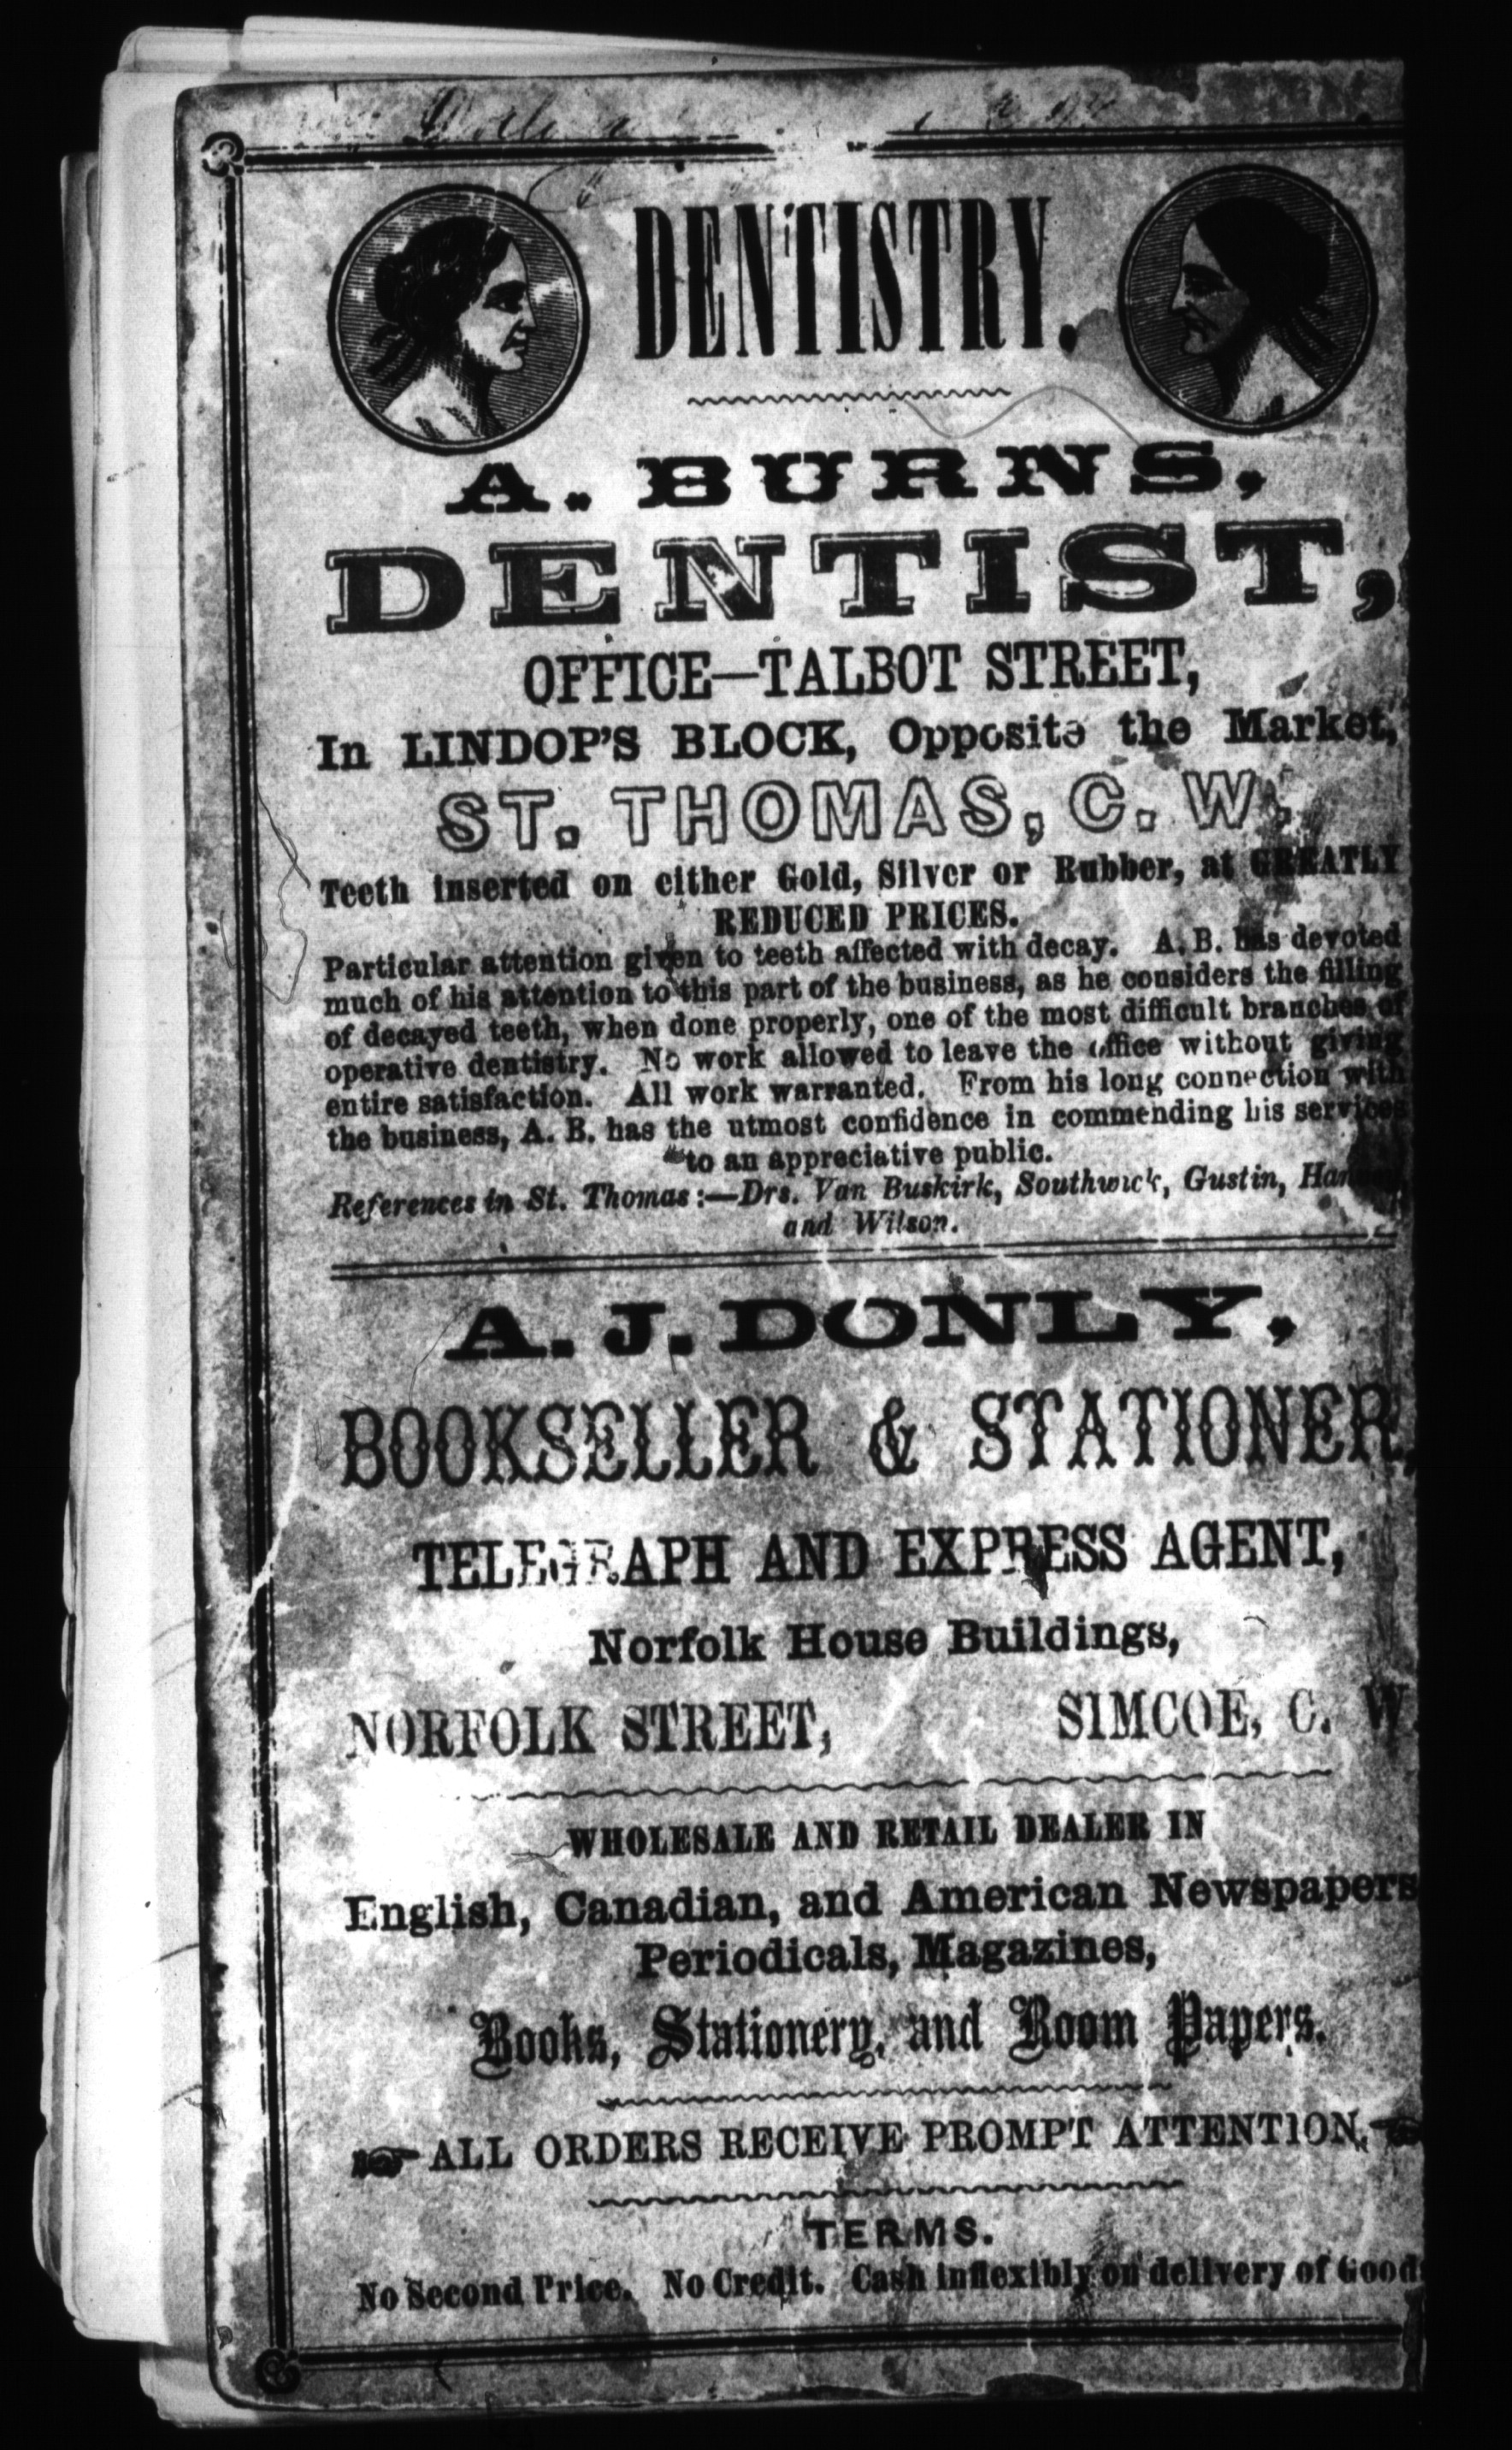 DENTISTRY.
A. BURNS,
DENTIST,
OFFICE—TALBOT STREET,
In LINDOP'S BLOCK, Opposite the Market,
ST. THOMAS, C. W.
Teeth inserted on either Gold, Silver or Rubber, at GREATLY
REDUCED PRICES.
Particular attention given to teeth affected with decay. A. B. has devoted
much of his attention to this part of the business, as he considers the filling
of decayed teeth, when done properly, one of the most difficult branches of
operative dentistry. No work allowed to leave the office without giving
entire satisfaction. All work warranted. From his long connection with
the business, A. B. has the utmost confidence in commending his services
to an appreciative public.
References in St. Thomas:—Drs. Van Buskirk, Southwick, Gustin,
and Wilson.
A. J. DONLY,
BOOKSELLER & STATIONER,
TELEGRAPH AND EXPRESS AGENT,
Norfolk House Buildings,
NORFOLK STREET, SIMCOE, C. W.
WHOLESALE AND RETAIL DEALER IN
English, Canadian, and American Newspapers
Periodicals, Magazines,
Books, Stationery, and Room Papers.
ALL ORDERS RECEIVE PROMPT ATTENTION.
TERMS.
No Second Price. No Credit. Cash inflexibly on delivery of Goods